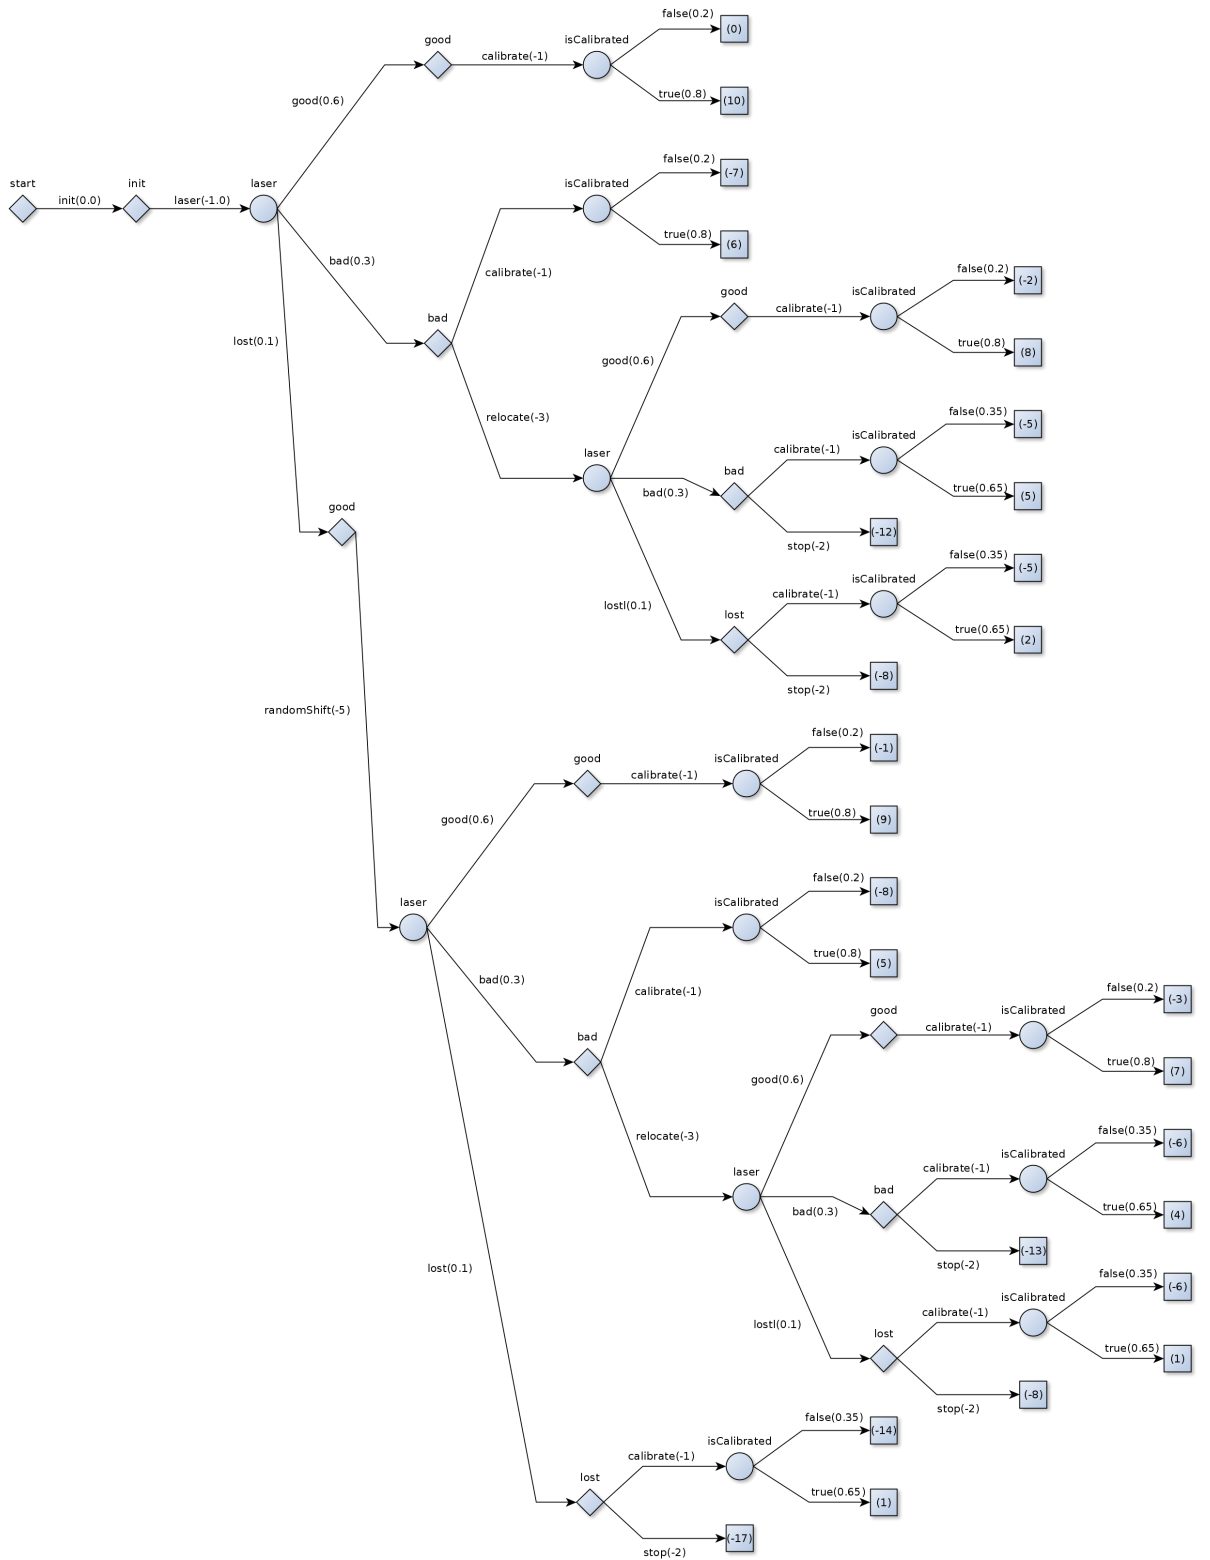 false(0.2)
(0)
good
isCalibrated
calibrate(-1)
good(0.6)
true(0.8)
(10)
false(0.2)
(-7)
start
init
laser
isCalibrated
init(0.0)
laser(-1.0)
true(0.8)
(6)
bad(0.3)
calibrate(-1)
false(0.2)
(-2)
good
isCalibrated
calibrate(-1)
bad
lost(0.1)
true(0.8)
(8)
good(0.6)
relocate(-3)
false(0.35)
(-5)
isCalibrated
calibrate(-1)
laser
bad
bad(0.3)
true(0.65)
(5)
good
(-12)
stop(-2)
false(0.35)
(-5)
isCalibrated
calibrate(-1)
lostl(0.1)
lost
true(0.65)
(2)
(-8)
stop(-2)
randomShift(-5)
false(0.2)
(-1)
good
isCalibrated
calibrate(-1)
good(0.6)
true(0.8)
(9)
false(0.2)
(-8)
laser
isCalibrated
true(0.8)
(5)
bad(0.3)
calibrate(-1)
false(0.2)
(-3)
good
isCalibrated
calibrate(-1)
bad
true(0.8)
(7)
good(0.6)
relocate(-3)
false(0.35)
(-6)
isCalibrated
calibrate(-1)
laser
bad
bad(0.3)
true(0.65)
(4)
(-13)
stop(-2)
lost(0.1)
false(0.35)
(-6)
isCalibrated
calibrate(-1)
lostl(0.1)
lost
true(0.65)
(1)
(-8)
stop(-2)
false(0.35)
(-14)
isCalibrated
calibrate(-1)
lost
true(0.65)
(1)
(-17)
stop(-2)